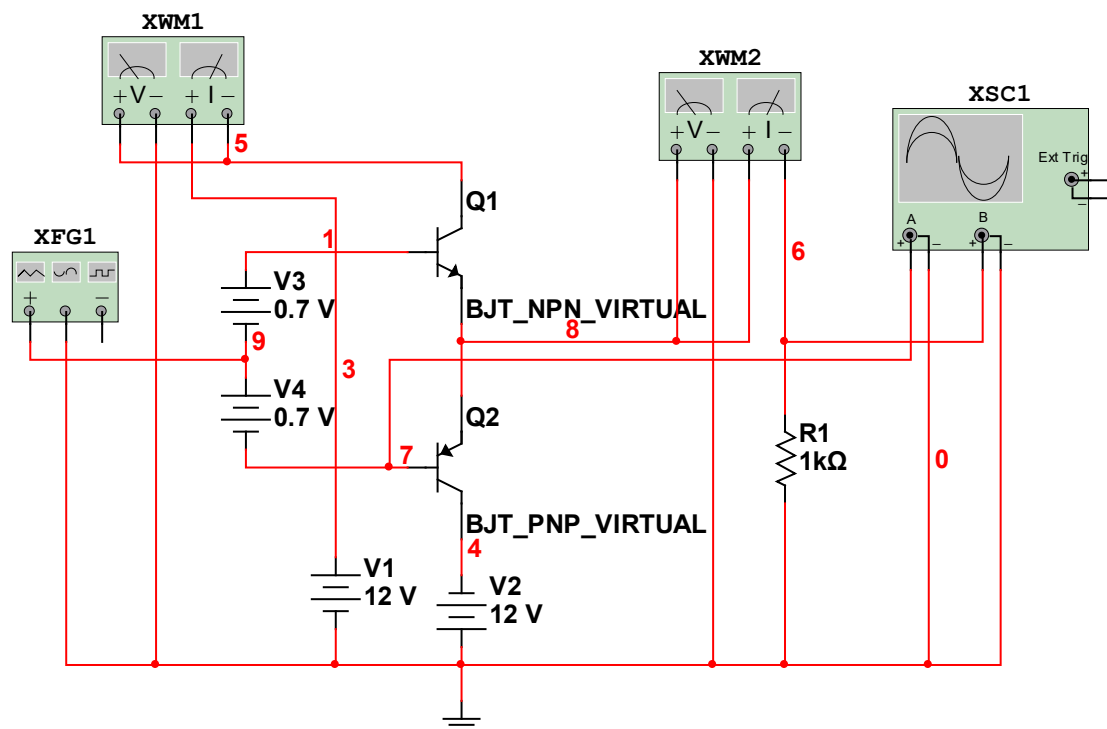 XWM1
+ V − + I −
5
XWM2
+ V − + I −
XSC1
Ext Trig
+
−
A
B
+ − + −
XFG1
+ −
Q1
1
V3
0.7 V
BJT_NPN_VIRTUAL
8
6
9
3
V4
0.7 V
Q2
7
R1
1kΩ
0
BJT_PNP_VIRTUAL
4
V1
12 V
V2
12 V